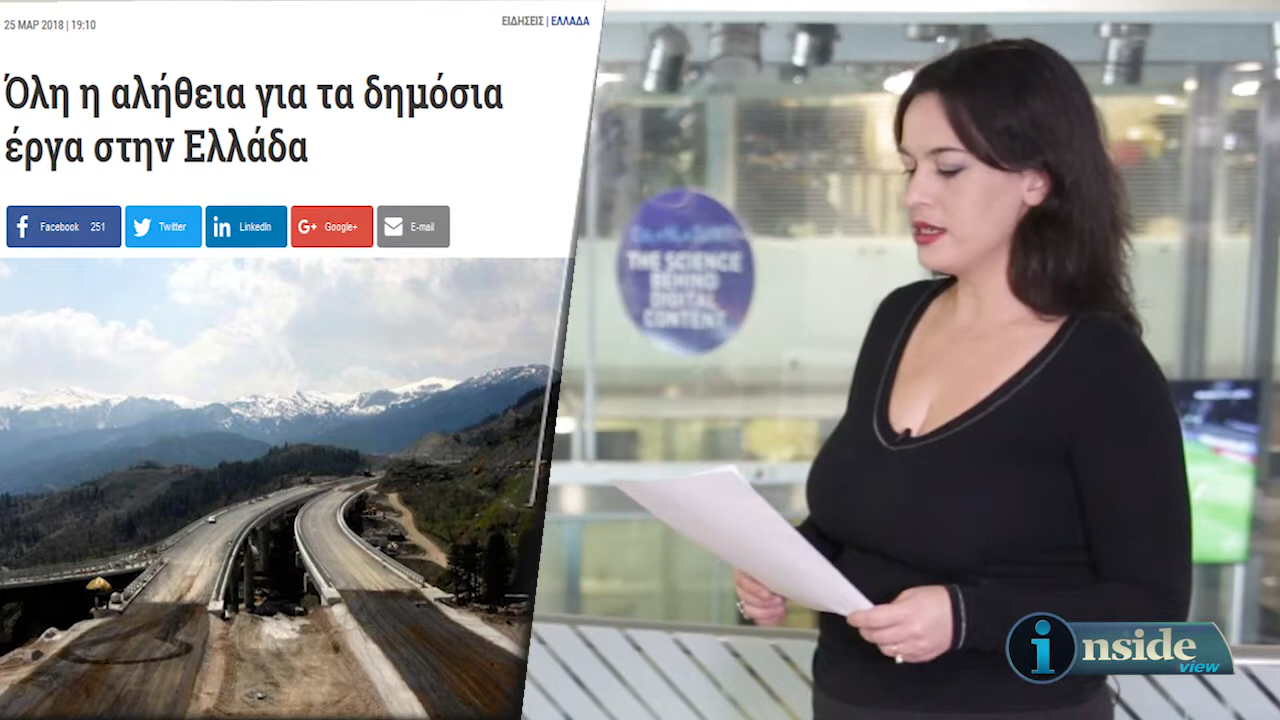 25 ΜΑΡ 2018 | 19:10
ΕΙΔΗΣΕΙΣ | ΕΛΛΑΔΑ
Όλη η αλήθεια για τα δημόσια
έργα στην Ελλάδα
Facebook 251
Twitter
LinkedIn
Google+
E-mail
THE SCIENCE
BEHIND
DIGITAL
CONTENT
inside
view